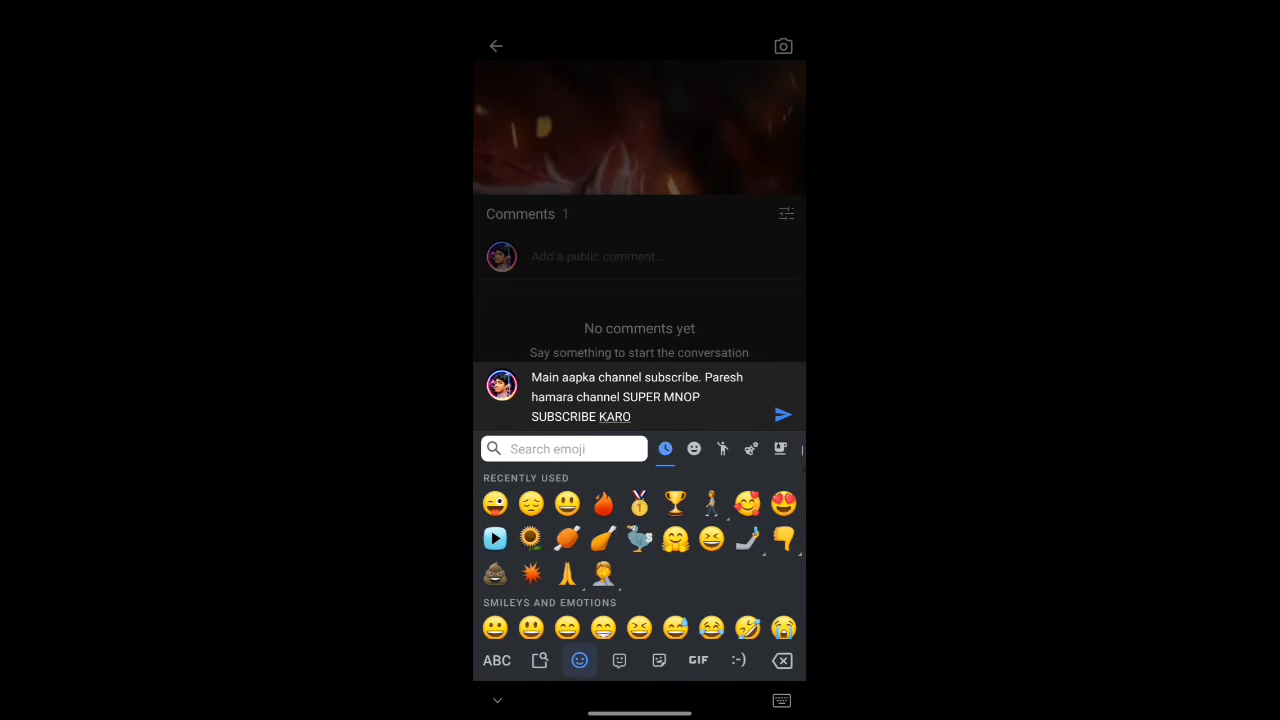 Comments 1
Add a public comment...
No comments yet
Say something to start the conversation
Main aapka channel subscribe. Paresh
hamara channel SUPER MNOP
SUBSCRIBE KARO
Search emoji
RECENTLY USED
SMILEYS AND EMOTIONS
ABC
GIF
:-)